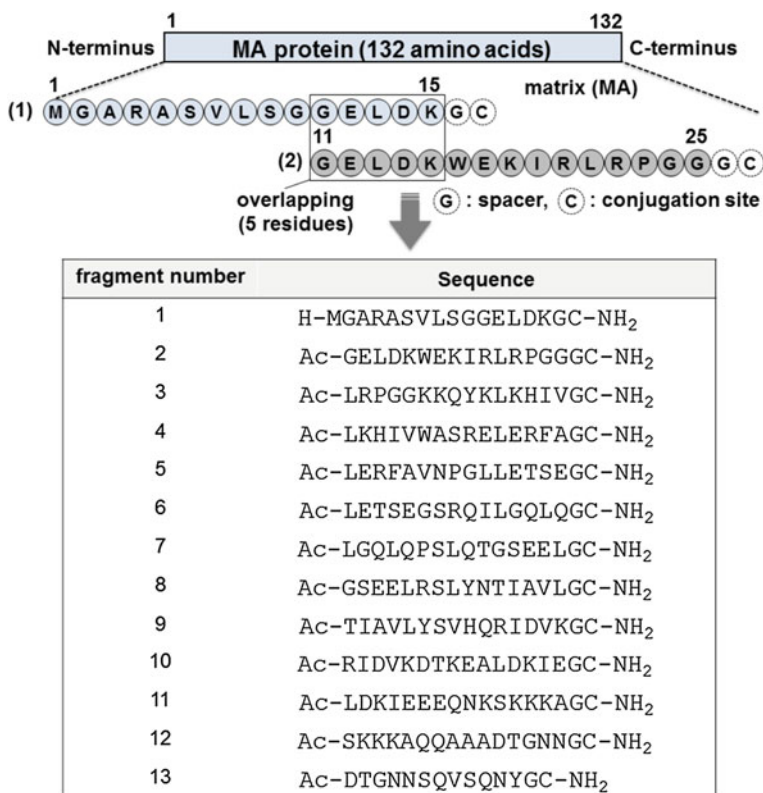 1 132
N-terminus MA protein (132 amino acids) C-terminus
1 15 matrix (MA)
(1) M G A R A S V L S G G E L D K G C
11 25
(2) G E L D K W E K I R L R P G G G C
overlapping (5 residues) G : spacer, C : conjugation site
fragment number Sequence
1 H-MGARASVLSGGELDKGC-NH2
2 Ac-GELDKWEKIRLRPGGGC-NH2
3 Ac-LRPGGKKQYKLKHIVGC-NH2
4 Ac-LKHIVWASRELERFAGC-NH2
5 Ac-LERFAVNPGLLETSEGC-NH2
6 Ac-LETSEGSRQILGQLQGC-NH2
7 Ac-LGQLQPSLQTGSEELGC-NH2
8 Ac-GSEELRSLYNTIAVLGC-NH2
9 Ac-TIAVLYSVHQRIDVKGC-NH2
10 Ac-RIDVKDTKEALDKIEGC-NH2
11 Ac-LDKIEEEQNKSKKKAGC-NH2
12 Ac-SKKKAQQAAADTGNNGC-NH2
13 Ac-DTGNNSQVSQNYGC-NH2